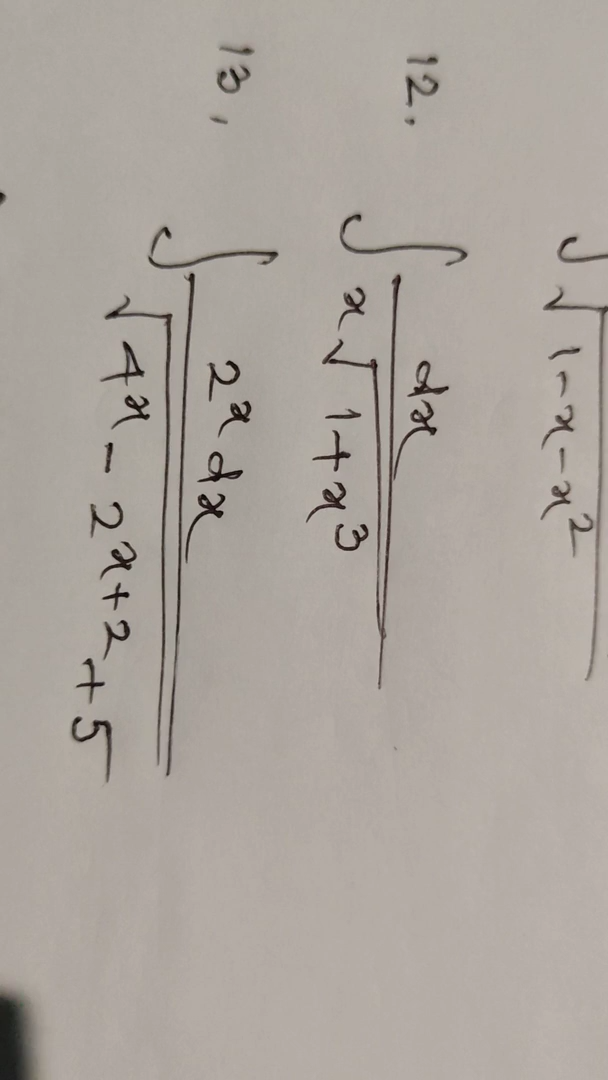 ∫ √1-x-x²
12. ∫ dx / x√1+x³
13. ∫ 2ˣ dx / √4ˣ - 2ˣ⁺² + 5